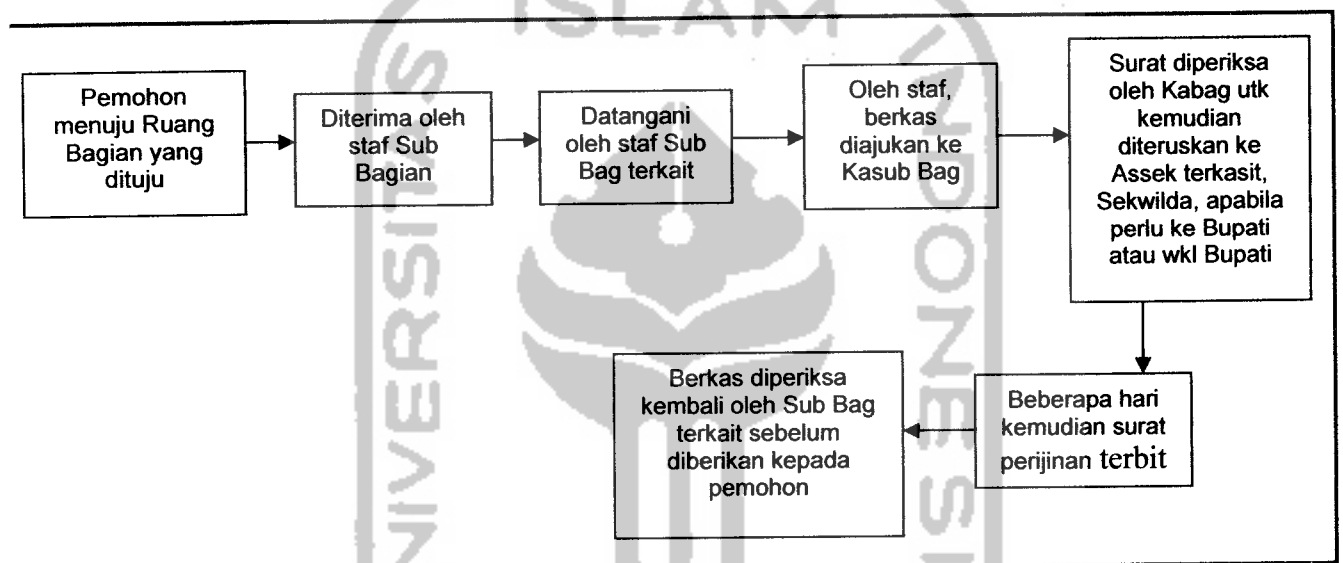 ISLAM
UNIVERSITAS
INDONESI
Pemohon
menuju Ruang
Bagian yang
dituju
Diterima oleh
staf Sub
Bagian
Datangani
oleh staf Sub
Bag terkait
Oleh staf,
berkas
diajukan ke
Kasub Bag
Surat diperiksa
oleh Kabag utk
kemudian
diteruskan ke
Assek terkasit,
Sekwilda, apabila
perlu ke Bupati
atau wkl Bupati
Beberapa hari
kemudian surat
perijinan terbit
Berkas diperiksa
kembali oleh Sub Bag
terkait sebelum
diberikan kepada
pemohon